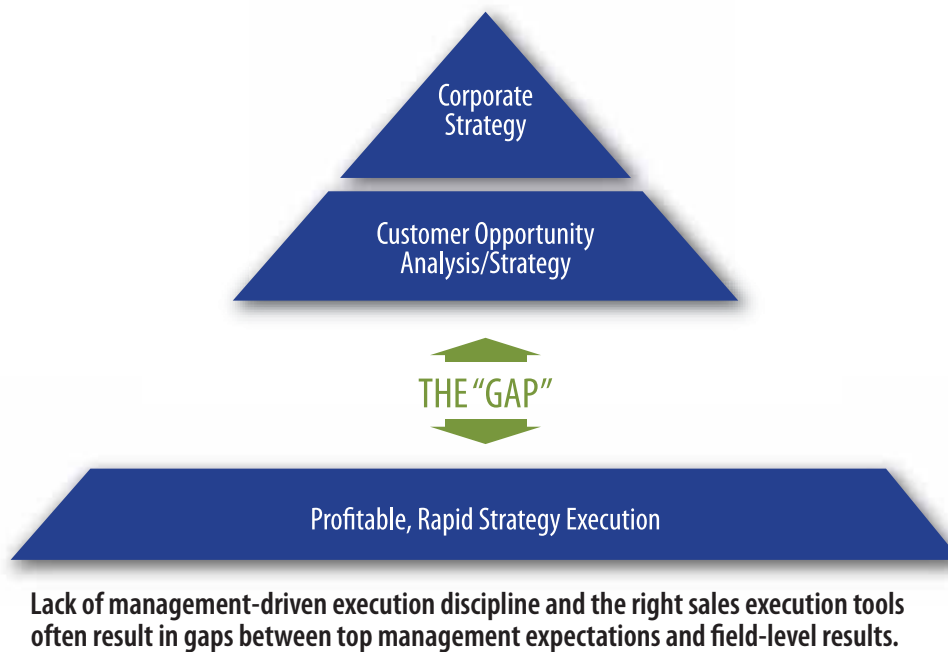 Corporate
Strategy
Customer Opportunity
Analysis/Strategy
THE “GAP”
Profitable, Rapid Strategy Execution
Lack of management-driven execution discipline and the right sales execution tools
often result in gaps between top management expectations and field-level results.